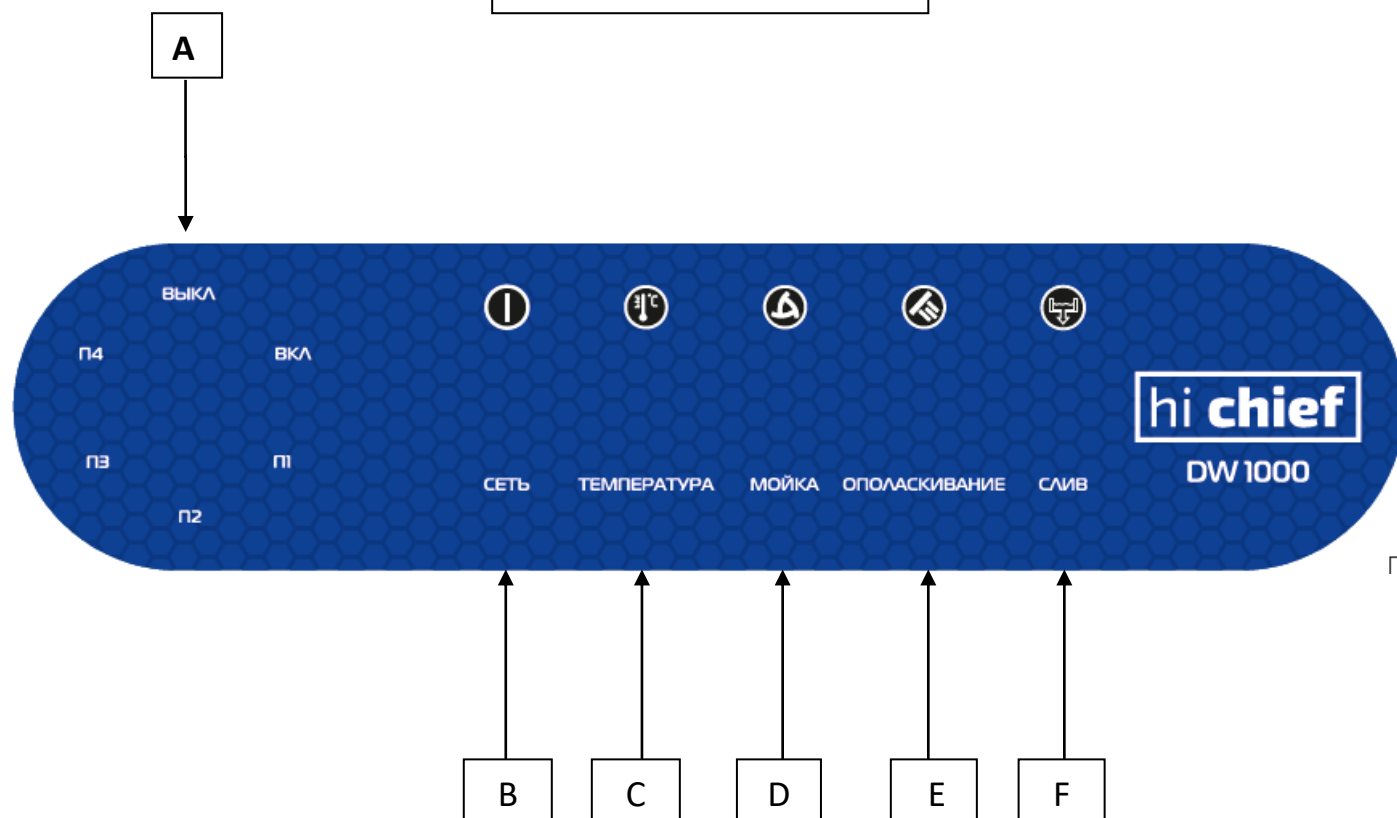 A
ВЫКЛ
П4
ВКЛ
П3
П1
П2
°C
СЕТЬ
ТЕМПЕРАТУРА
МОЙКА
ОПОЛАСКИВАНИЕ
СЛИВ
hi chief
DW 1000
B
C
D
E
F